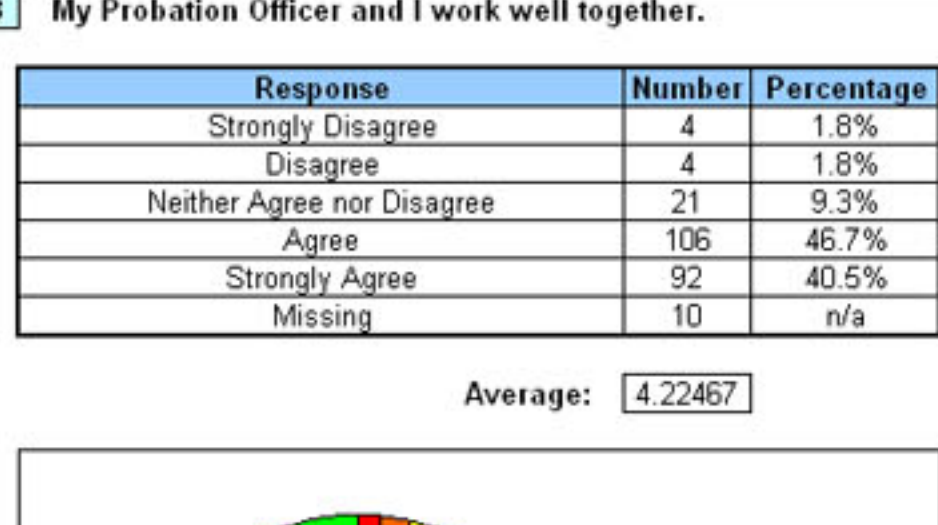 My Probation Officer and I work well together.
Response Number Percentage
Strongly Disagree 4 1.8%
Disagree 4 1.8%
Neither Agree nor Disagree 21 9.3%
Agree 106 46.7%
Strongly Agree 92 40.5%
Missing 10 n/a
Average: 4.22467